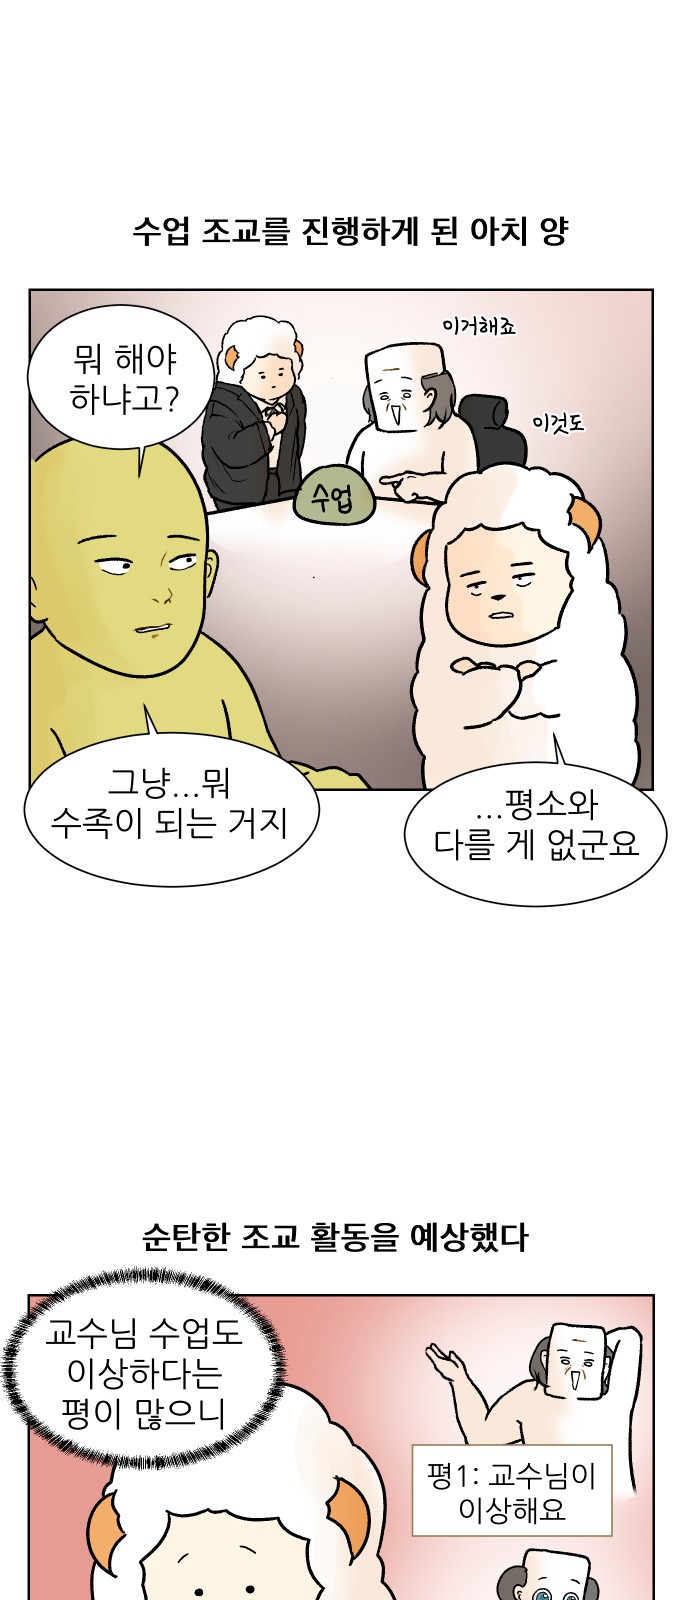 수업 조교를 진행하게 된 아치 양
뭐 해야
하냐고?
이거해죠
이것도
수업
그냥...뭐
수족이 되는 거지
...평소와
다를 게 없군요
순탄한 조교 활동을 예상했다
교수님 수업도
이상하다는
평이 많으니
평1: 교수님이
이상해요